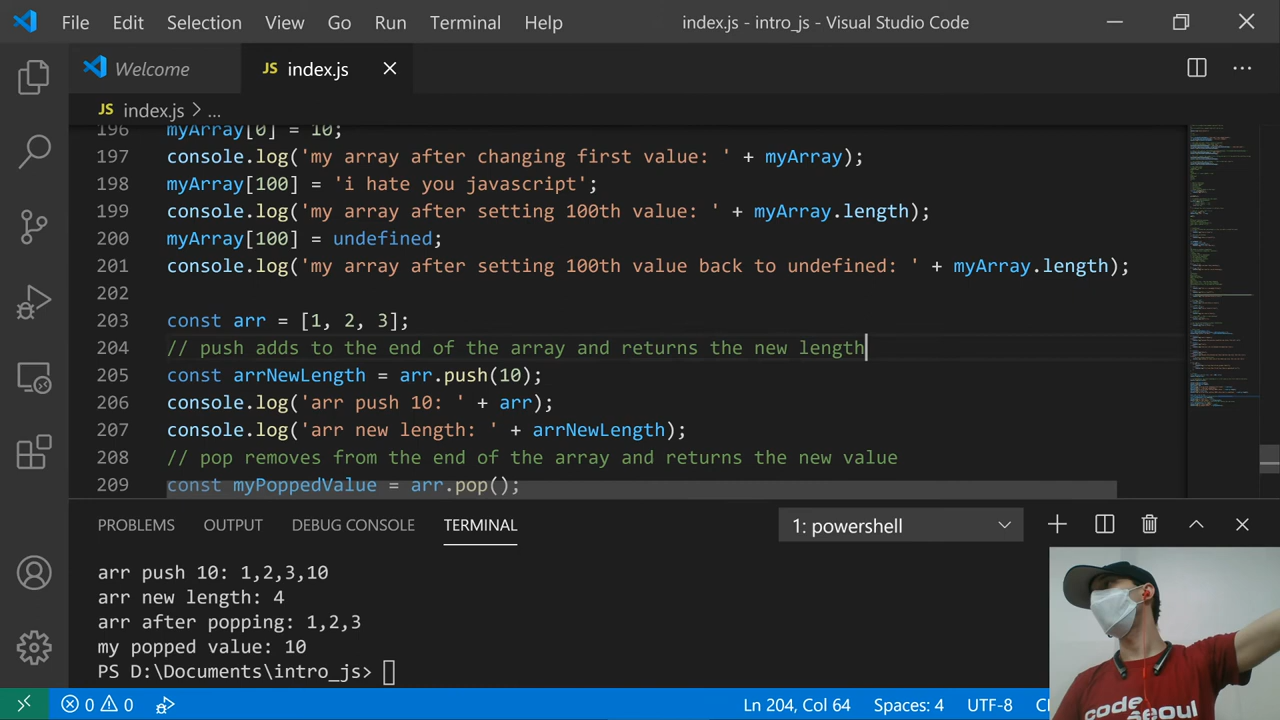 File Edit Selection View Go Run Terminal Help index.js - intro_js - Visual Studio Code
Welcome JS index.js
JS index.js > ...
196 myArray[0] = 10;
197 console.log('my array after changing first value: ' + myArray);
198 myArray[100] = 'i hate you javascript';
199 console.log('my array after setting 100th value: ' + myArray.length);
200 myArray[100] = undefined;
201 console.log('my array after setting 100th value back to undefined: ' + myArray.length);
202
203 const arr = [1, 2, 3];
204 // push adds to the end of the array and returns the new length
205 const arrNewLength = arr.push(10);
206 console.log('arr push 10: ' + arr);
207 console.log('arr new length: ' + arrNewLength);
208 // pop removes from the end of the array and returns the new value
209 const myPoppedValue = arr.pop();
PROBLEMS OUTPUT DEBUG CONSOLE TERMINAL 1: powershell
arr push 10: 1,2,3,10
arr new length: 4
arr after popping: 1,2,3
my popped value: 10
PS D:\Documents\intro_js>
0 0 Ln 204, Col 64 Spaces: 4 UTF-8
code
seoul